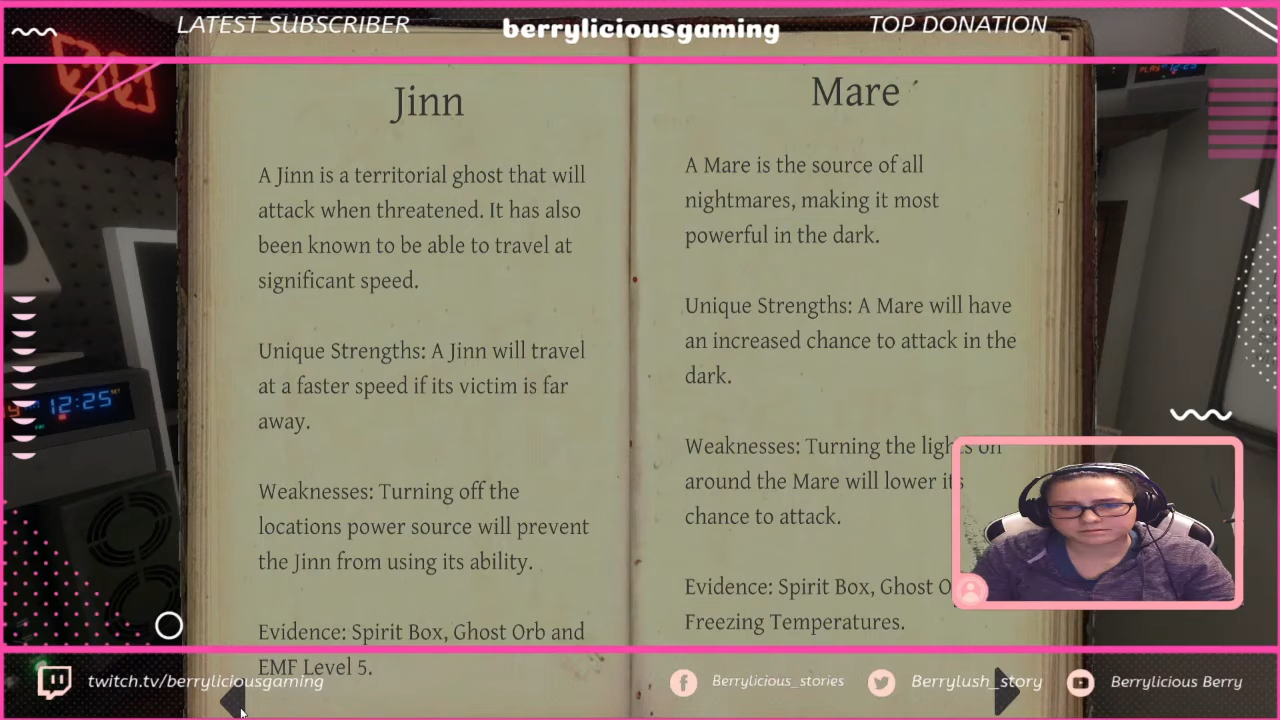 LATEST SUBSCRIBER
berryliciousgaming
TOP DONATION
Jinn
A Jinn is a territorial ghost that will
attack when threatened. It has also
been known to be able to travel at
significant speed.
Unique Strengths: A Jinn will travel
at a faster speed if its victim is far
away.
Weaknesses: Turning off the
locations power source will prevent
the Jinn from using its ability.
Evidence: Spirit Box, Ghost Orb and
EMF Level 5.
Mare
A Mare is the source of all
nightmares, making it most
powerful in the dark.
Unique Strengths: A Mare will have
an increased chance to attack in the
dark.
Weaknesses: Turning the lights on
around the Mare will lower its
chance to attack.
Evidence: Spirit Box, Ghost
Freezing Temperatures.
12:25
twitch.tv/berryliciousgaming
Berrylicious_stories
Berrylush_story
Berrylicious Berry